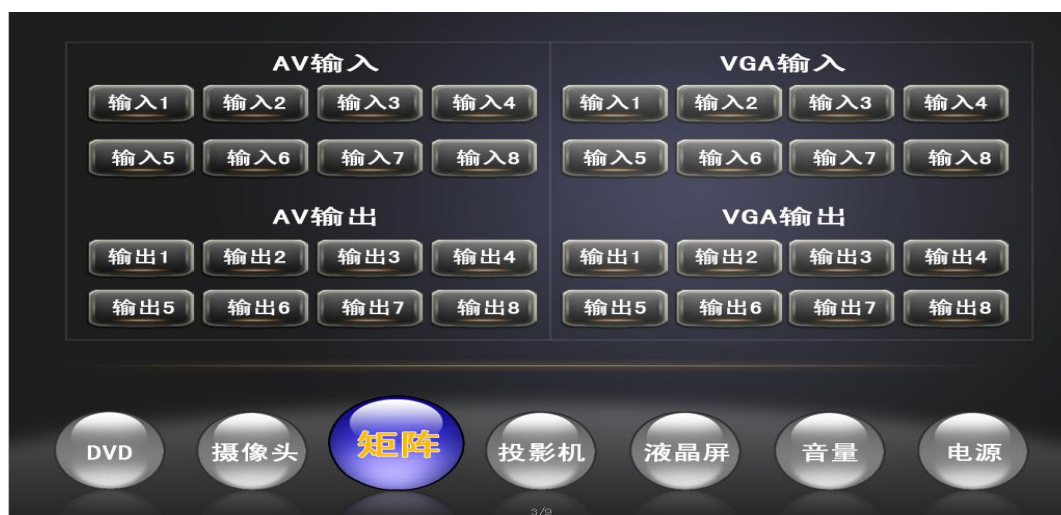 AV输入
输入1 输入2 输入3 输入4
输入5 输入6 输入7 输入8
VGA输入
输入1 输入2 输入3 输入4
输入5 输入6 输入7 输入8
AV输出
输出1 输出2 输出3 输出4
输出5 输出6 输出7 输出8
VGA输出
输出1 输出2 输出3 输出4
输出5 输出6 输出7 输出8
DVD 摄像头 矩阵 投影机 液晶屏 音量 电源
3/9